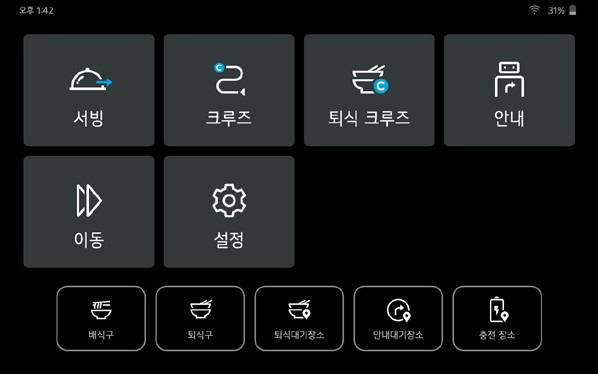 오후 1:42
31%
서빙
C
크루즈
C
퇴식 크루즈
안내
이동
설정
배식구
퇴식구
퇴식대기장소
안내대기장소
충전 장소